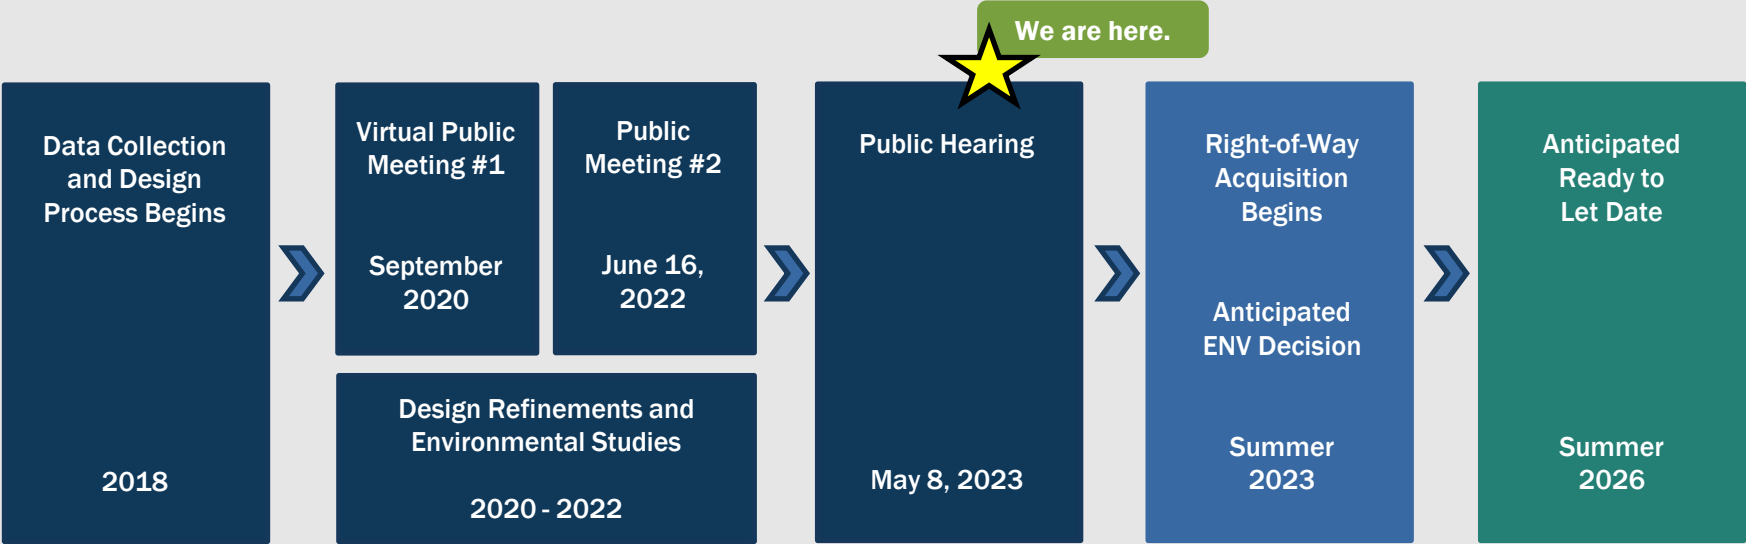 We are here.
Data Collection
and Design
Process Begins
2018
Virtual Public
Meeting #1
September
2020
Public
Meeting #2
June 16,
2022
Design Refinements and
Environmental Studies
2020 - 2022
Public Hearing
May 8, 2023
Right-of-Way
Acquisition
Begins
Anticipated
ENV Decision
Summer
2023
Anticipated
Ready to
Let Date
Summer
2026